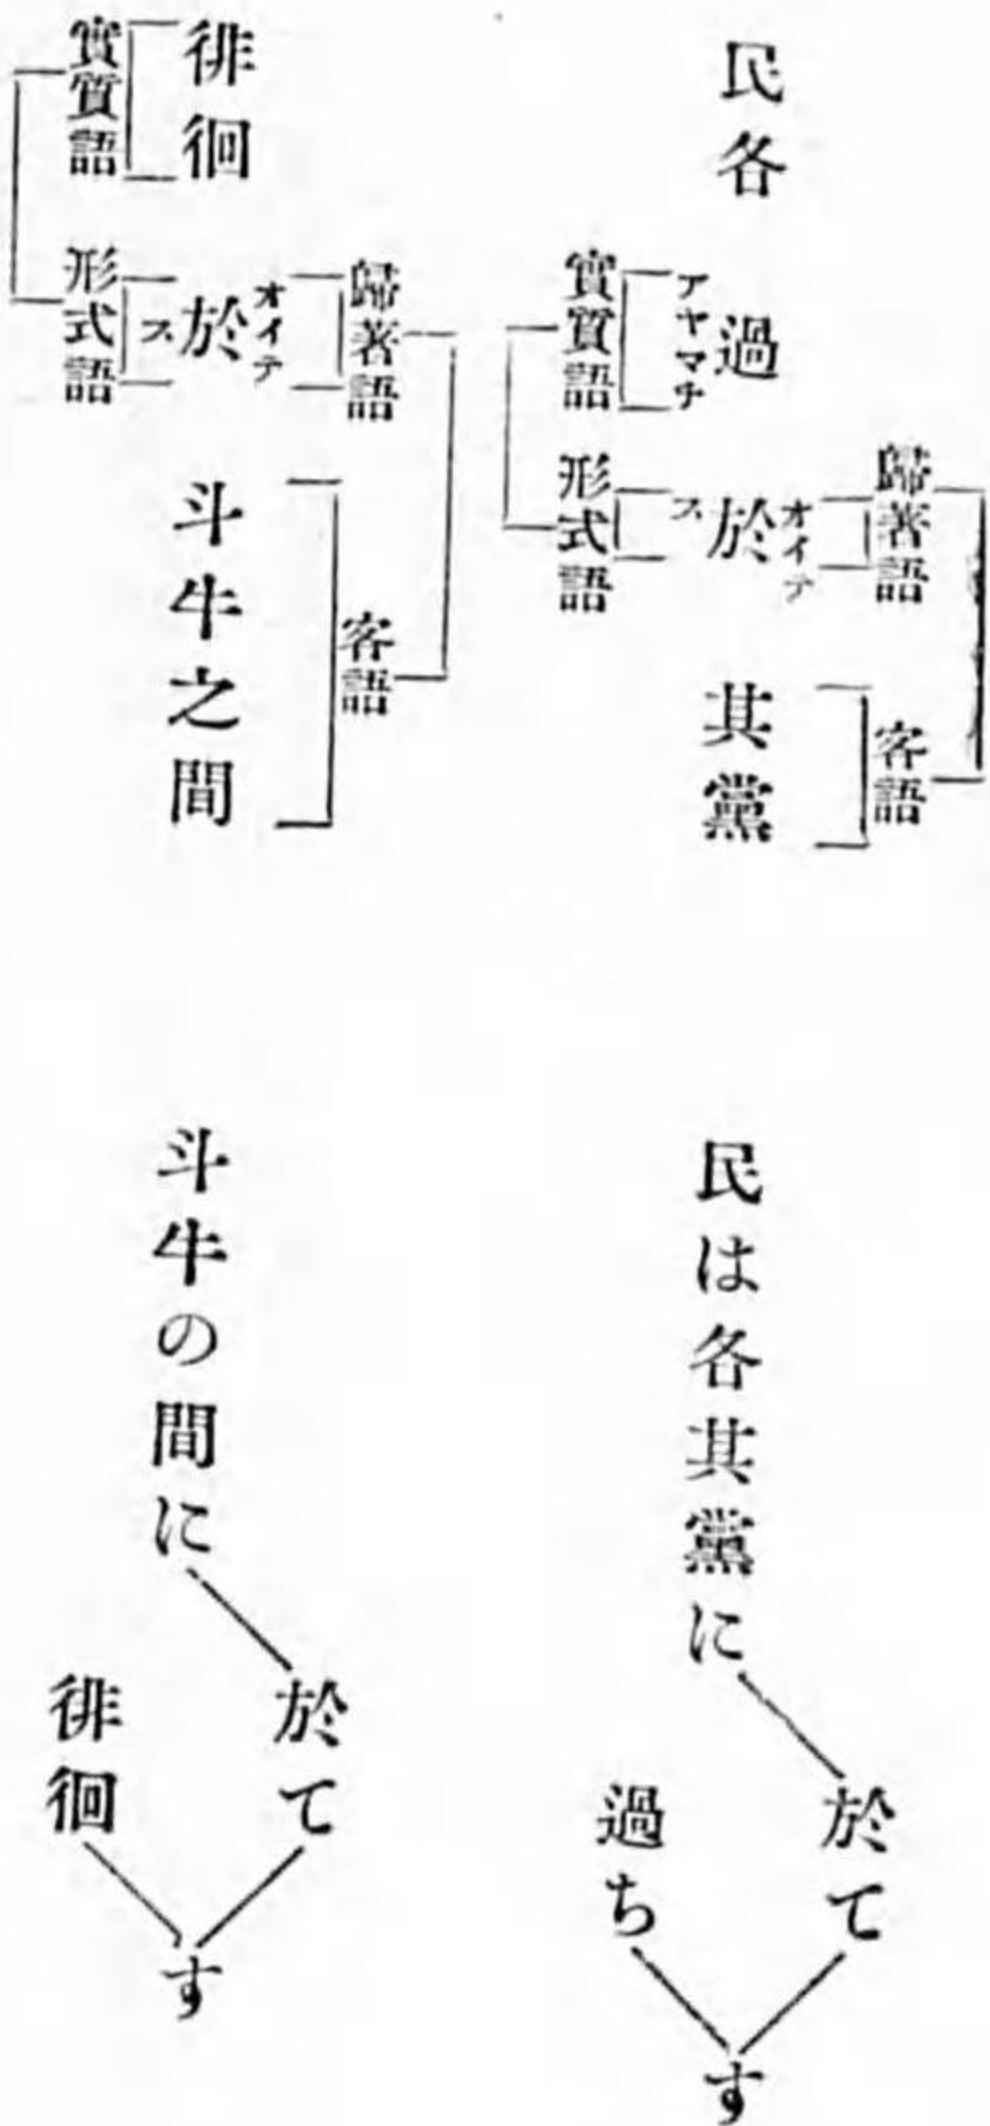 歸著語 客語
民各 過 於 其黨
アヤマチ オイテ ス
實質語 形式語
歸著語 客語
徘徊 於 斗牛之間
オイテ ス
實質語 形式語
民は各其黨に
於て
過ち
す
斗牛の間に
於て
徘徊
す